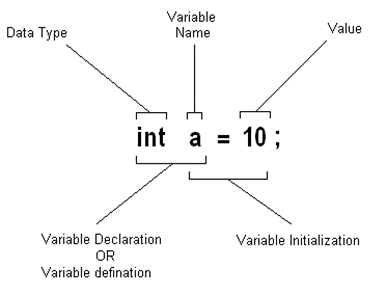 Data Type
Variable
Name
Value
int a = 10 ;
Variable Declaration
OR
Variable defination
Variable Initialization